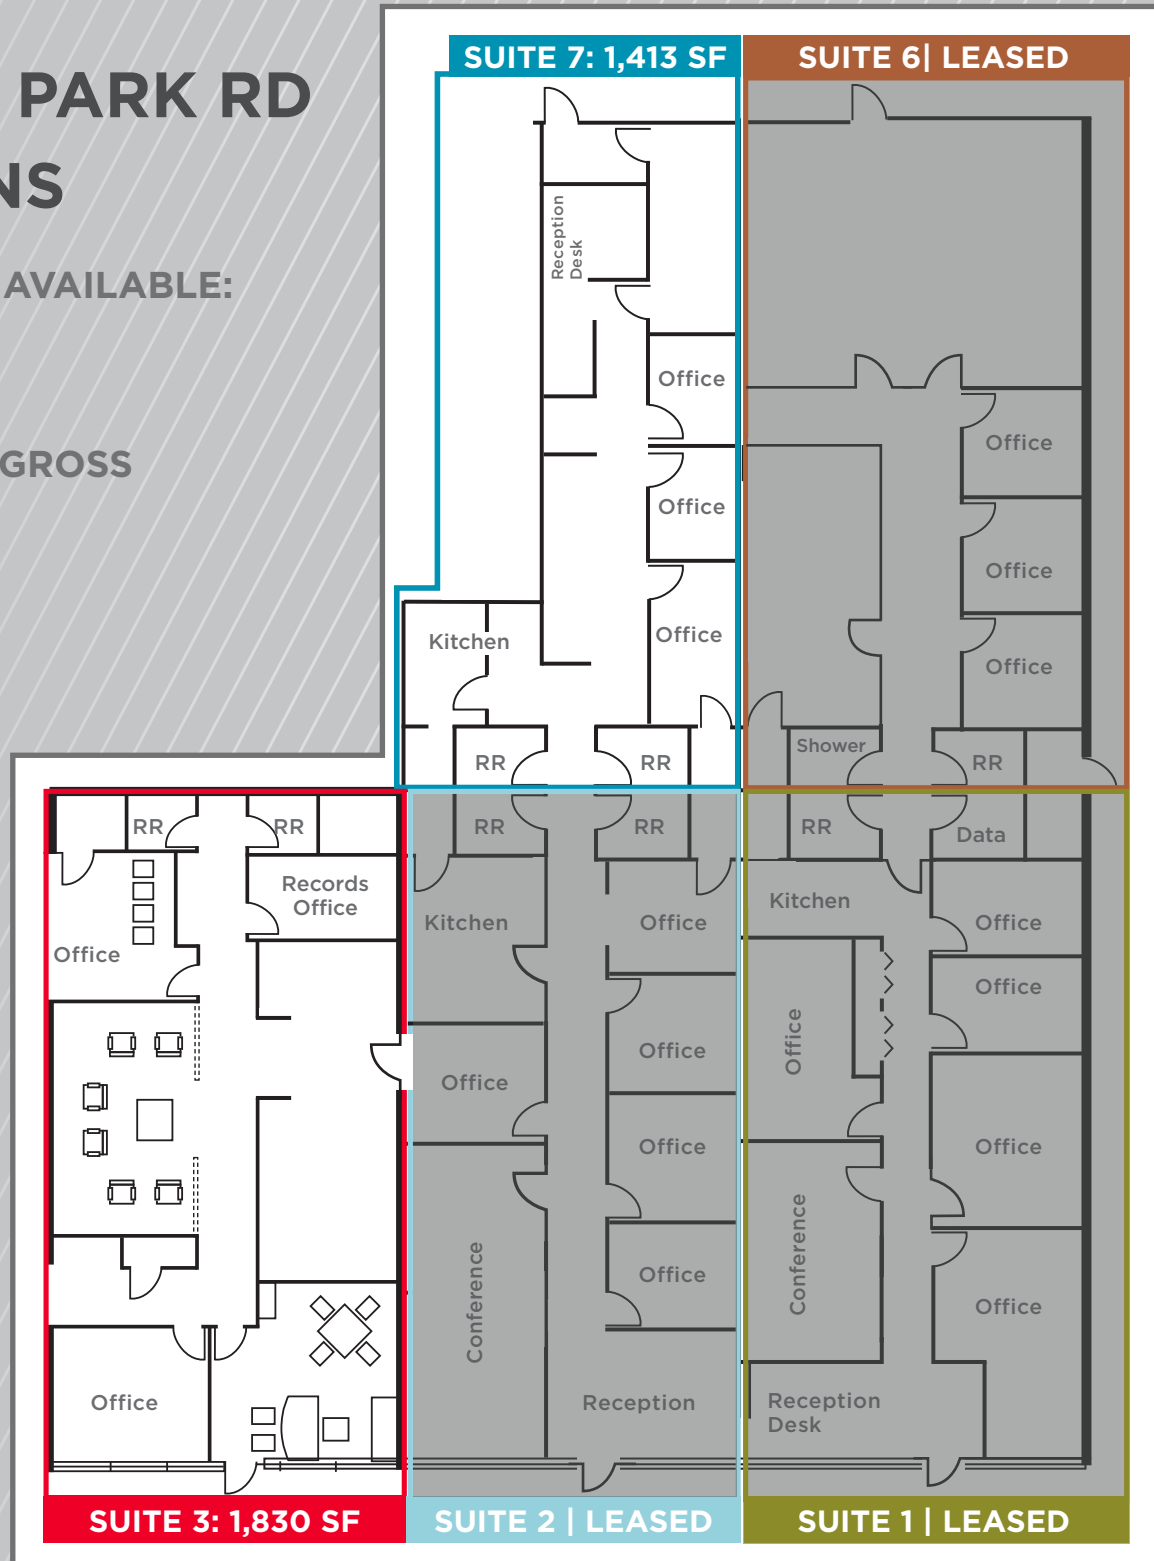 PARK RD
NS
AVAILABLE:
GROSS
SUITE 7: 1,413 SF
SUITE 6| LEASED
Reception
Desk
Office
Office
Office
Kitchen
RR
RR
Office
Office
Office
Shower
RR
RR
RR
Records
Office
Office
Office
RR
RR
Kitchen
Office
Office
Office
Office
Office
Conference
Reception
RR
Data
Kitchen
Office
Office
Office
Office
Conference
Office
Reception
Desk
SUITE 3: 1,830 SF
SUITE 2 | LEASED
SUITE 1 | LEASED